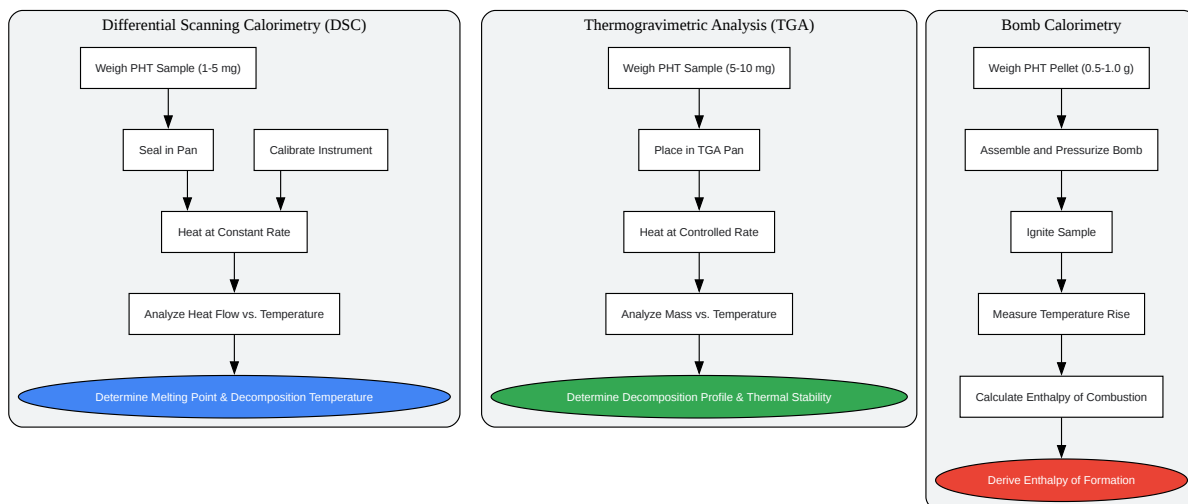 Differential Scanning Calorimetry (DSC)
Weigh PHT Sample (1-5 mg)
Seal in Pan
Calibrate Instrument
Heat at Constant Rate
Analyze Heat Flow vs. Temperature
Determine Melting Point & Decomposition Temperature
Thermogravimetric Analysis (TGA)
Weigh PHT Sample (5-10 mg)
Place in TGA Pan
Heat at Controlled Rate
Analyze Mass vs. Temperature
Determine Decomposition Profile & Thermal Stability
Bomb Calorimetry
Weigh PHT Pellet (0.5-1.0 g)
Assemble and Pressurize Bomb
Ignite Sample
Measure Temperature Rise
Calculate Enthalpy of Combustion
Derive Enthalpy of Formation